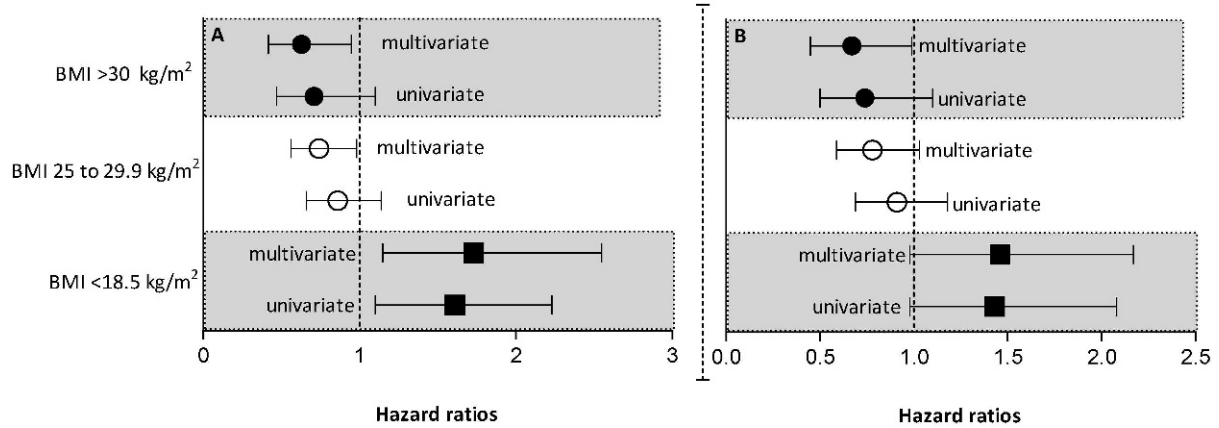 A
B
BMI >30 kg/m²
multivariate
multivariate
univariate
univariate
BMI 25 to 29.9 kg/m²
multivariate
multivariate
univariate
univariate
BMI <18.5 kg/m²
multivariate
multivariate
univariate
univariate
0 1 2 3
0.0 0.5 1.0 1.5 2.0 2.5
Hazard ratios
Hazard ratios